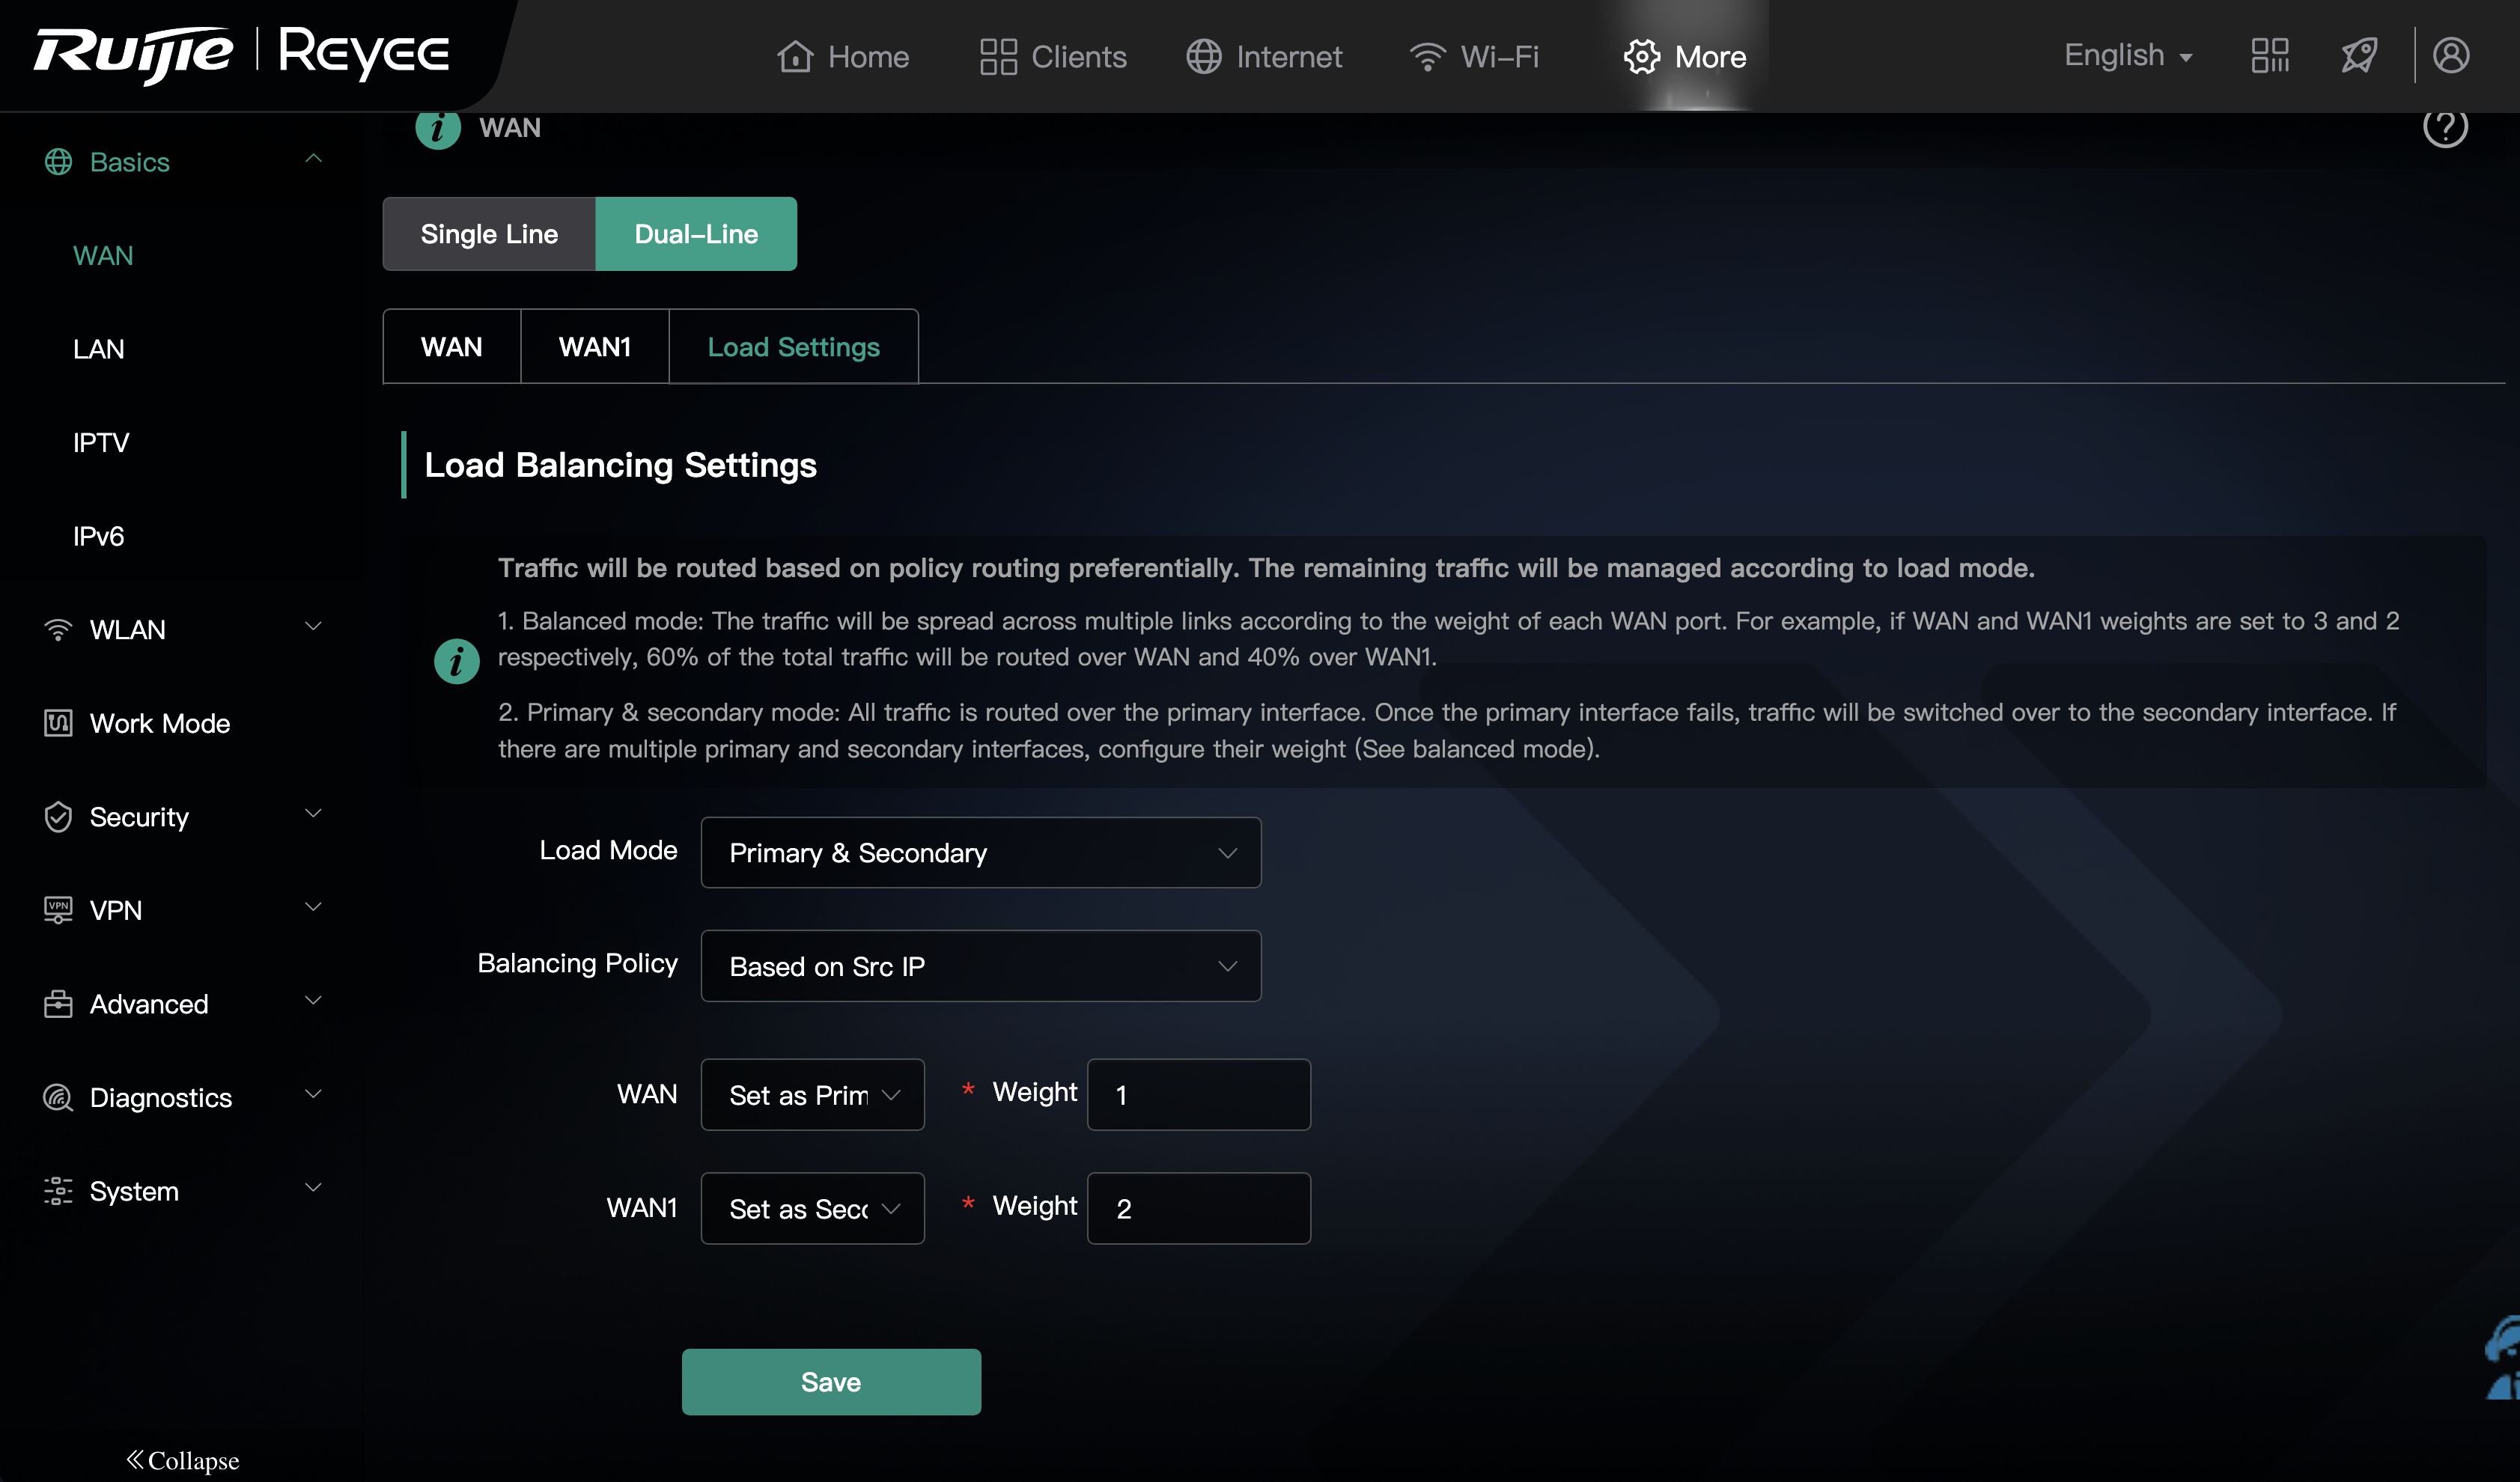 Ruijie | Reyee
Home
Clients
Internet
Wi-Fi
More
English
WAN
Basics
WAN
LAN
IPTV
IPv6
WLAN
Work Mode
Security
VPN
VPN
Advanced
Diagnostics
System
Collapse
Single Line
Dual-Line
WAN
WAN1
Load Settings
Load Balancing Settings
Traffic will be routed based on policy routing preferentially. The remaining traffic will be managed according to load mode.
1. Balanced mode: The traffic will be spread across multiple links according to the weight of each WAN port. For example, if WAN and WAN1 weights are set to 3 and 2
respectively, 60% of the total traffic will be routed over WAN and 40% over WAN1.
2. Primary & secondary mode: All traffic is routed over the primary interface. Once the primary interface fails, traffic will be switched over to the secondary interface. If
there are multiple primary and secondary interfaces, configure their weight (See balanced mode).
Load Mode Primary & Secondary
Balancing Policy Based on Src IP
WAN Set as Prim * Weight 1
WAN1 Set as Seco * Weight 2
Save